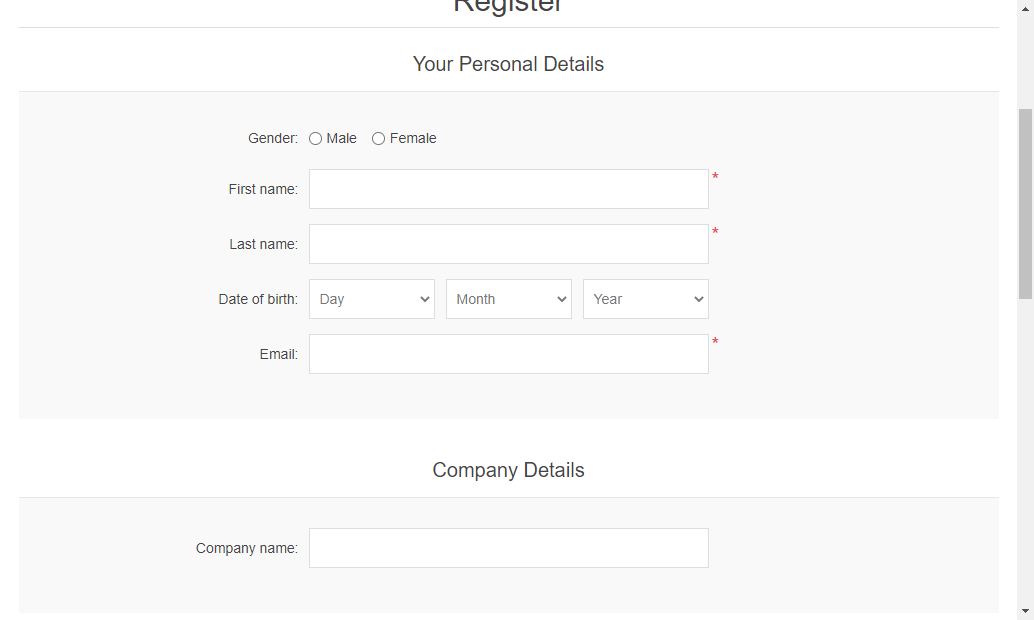 Register
Your Personal Details
Gender: Male Female
First name: *
Last name: *
Date of birth: Day Month Year
Email: *
Company Details
Company name: